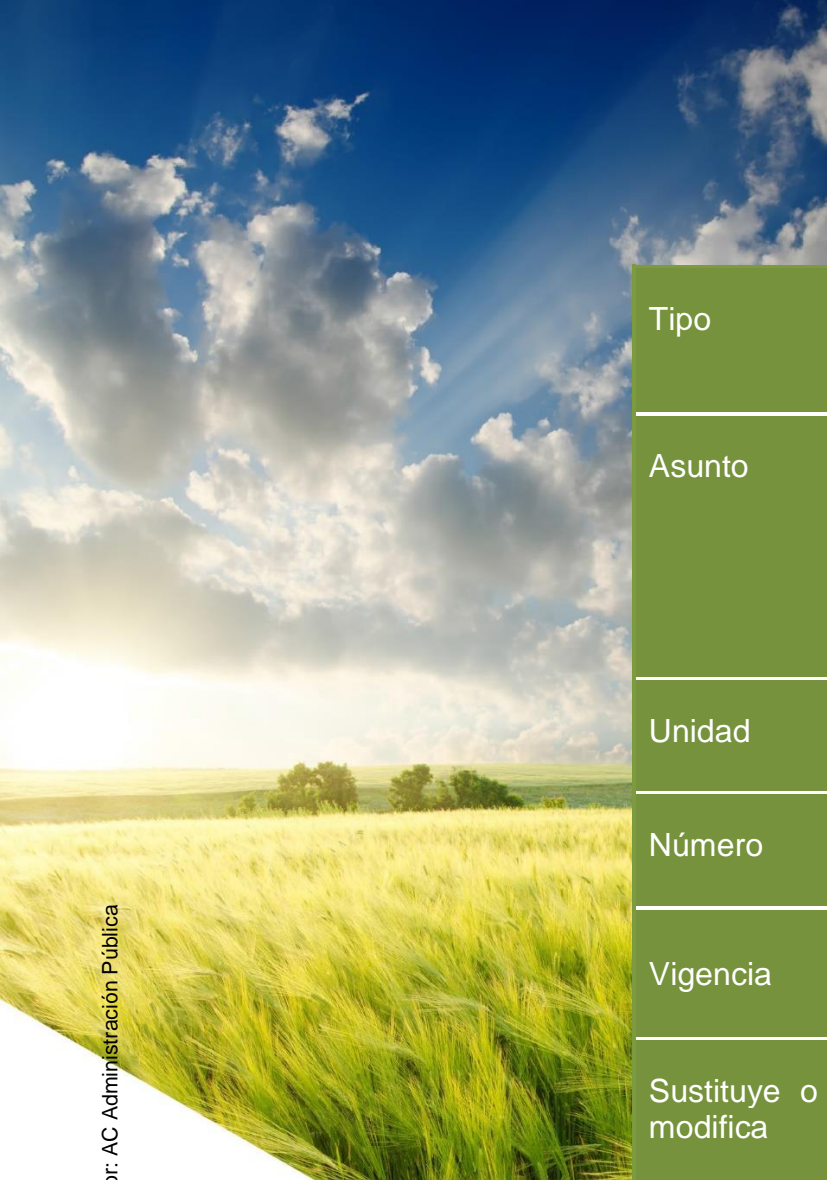 Tipo
Asunto
Unidad
Número
Vigencia
Sustituye o
modifica
or: AC Administración Pública